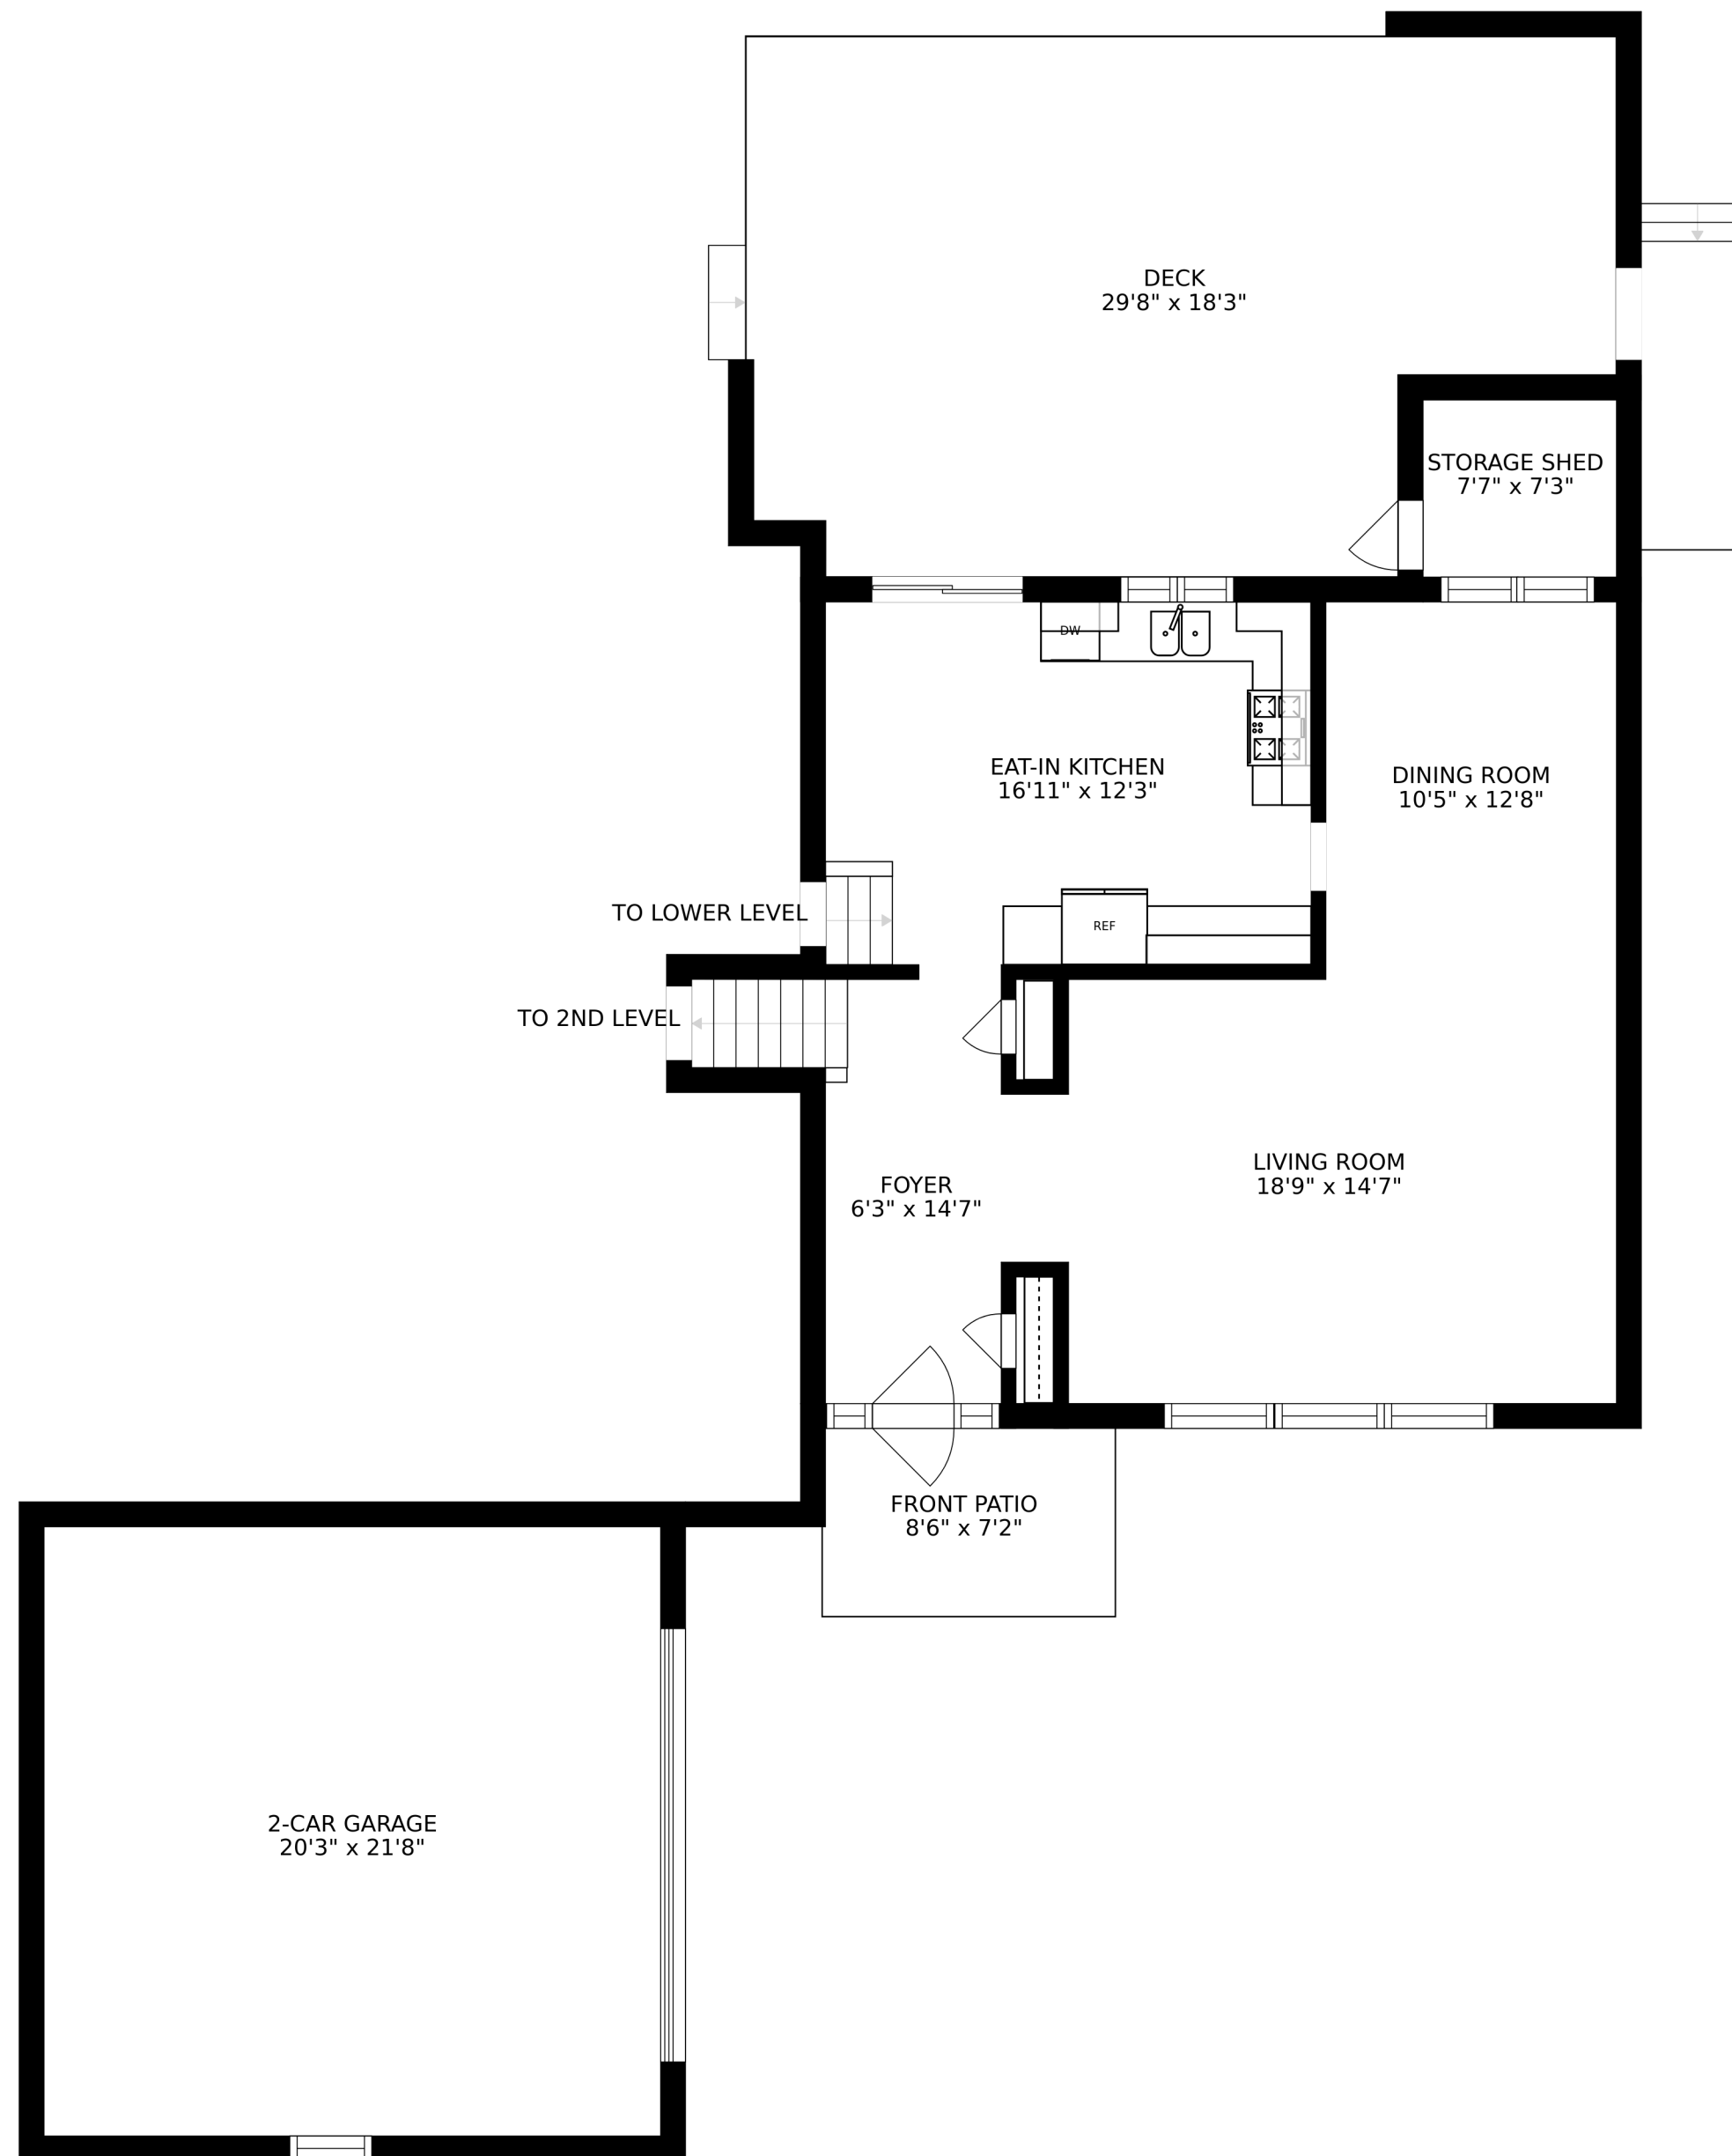 DECK
29'8" x 18'3"
STORAGE SHED
7'7" x 7'3"
DW
EAT-IN KITCHEN
16'11" x 12'3"
DINING ROOM
10'5" x 12'8"
TO LOWER LEVEL
REF
TO 2ND LEVEL
LIVING ROOM
18'9" x 14'7"
FOYER
6'3" x 14'7"
FRONT PATIO
8'6" x 7'2"
2-CAR GARAGE
20'3" x 21'8"